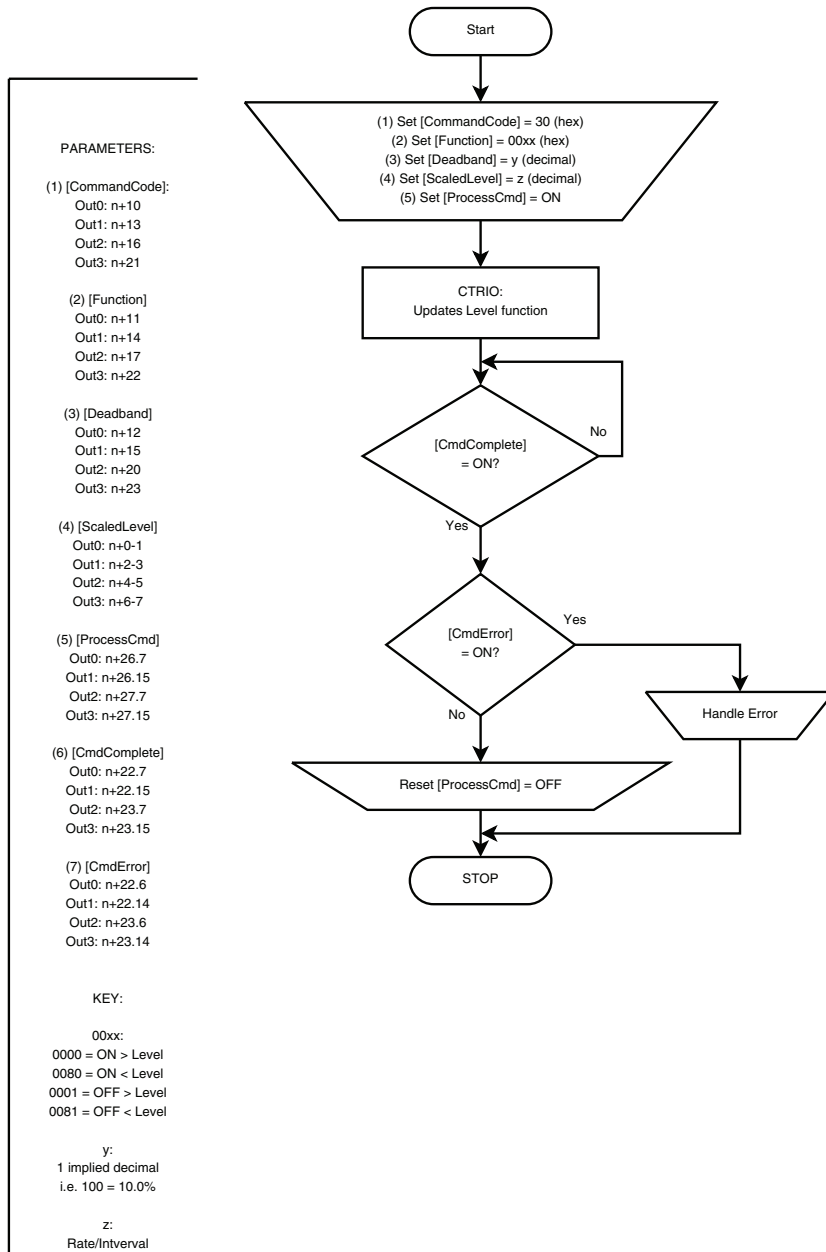 Start
(1) Set [CommandCode] = 30 (hex)
(2) Set [Function] = 00xx (hex)
(3) Set [Deadband] = y (decimal)
(4) Set [ScaledLevel] = z (decimal)
(5) Set [ProcessCmd] = ON
CTRIO:
Updates Level function
[CmdComplete]
= ON?
No
Yes
[CmdError]
= ON?
Yes
No
Handle Error
Reset [ProcessCmd] = OFF
STOP
PARAMETERS:
(1) [CommandCode]:
Out0: n+10
Out1: n+13
Out2: n+16
Out3: n+21
(2) [Function]
Out0: n+11
Out1: n+14
Out2: n+17
Out3: n+22
(3) [Deadband]
Out0: n+12
Out1: n+15
Out2: n+20
Out3: n+23
(4) [ScaledLevel]
Out0: n+0-1
Out1: n+2-3
Out2: n+4-5
Out3: n+6-7
(5) [ProcessCmd]
Out0: n+26.7
Out1: n+26.15
Out2: n+27.7
Out3: n+27.15
(6) [CmdComplete]
Out0: n+22.7
Out1: n+22.15
Out2: n+23.7
Out3: n+23.15
(7) [CmdError]
Out0: n+22.6
Out1: n+22.14
Out2: n+23.6
Out3: n+23.14
KEY:
00xx:
0000 = ON > Level
0080 = ON < Level
0001 = OFF > Level
0081 = OFF < Level
y:
1 implied decimal
i.e. 100 = 10.0%
z:
Rate/Intverval